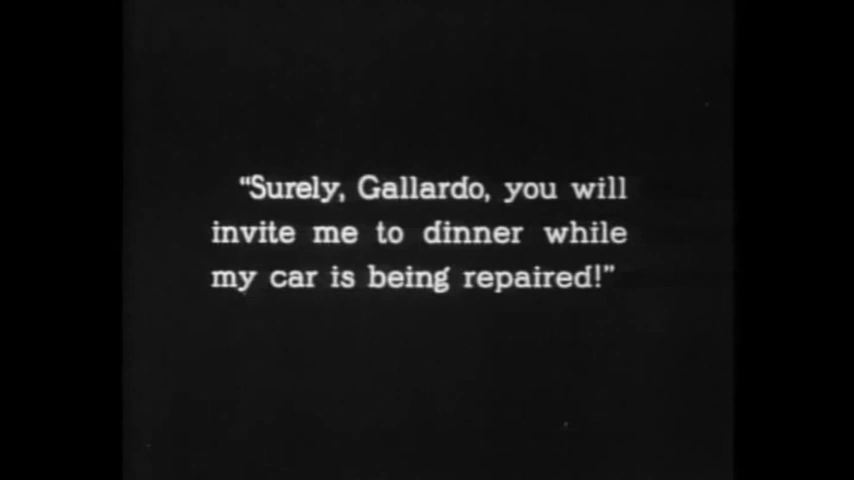 “Surely, Gallardo, you will
invite me to dinner while
my car is being repaired!”